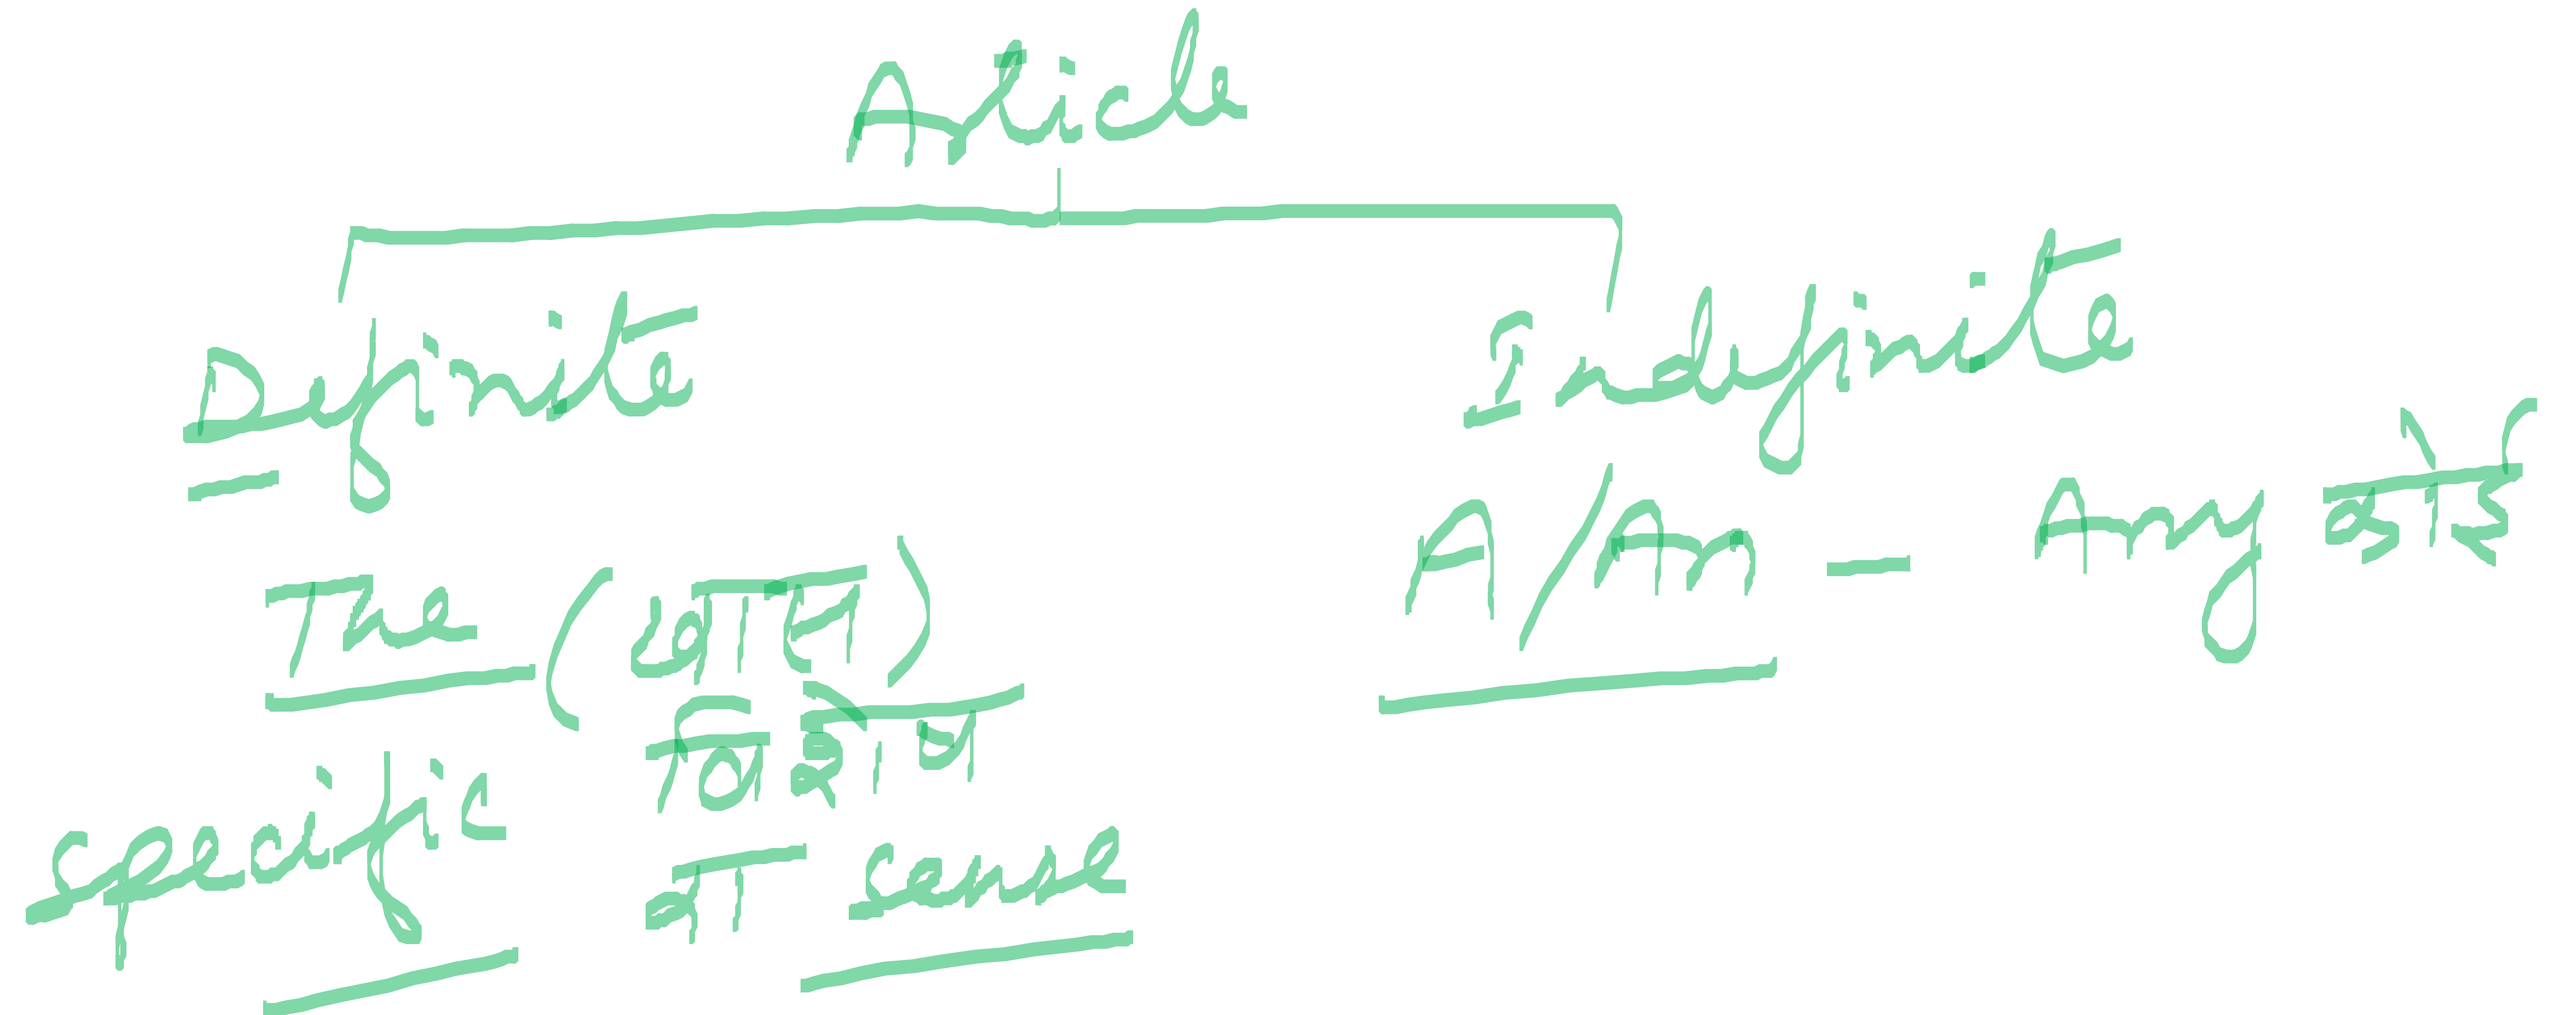 Article
Definite Indefinite
The (खास) A/An - Any कोई
विशेष
specific sense